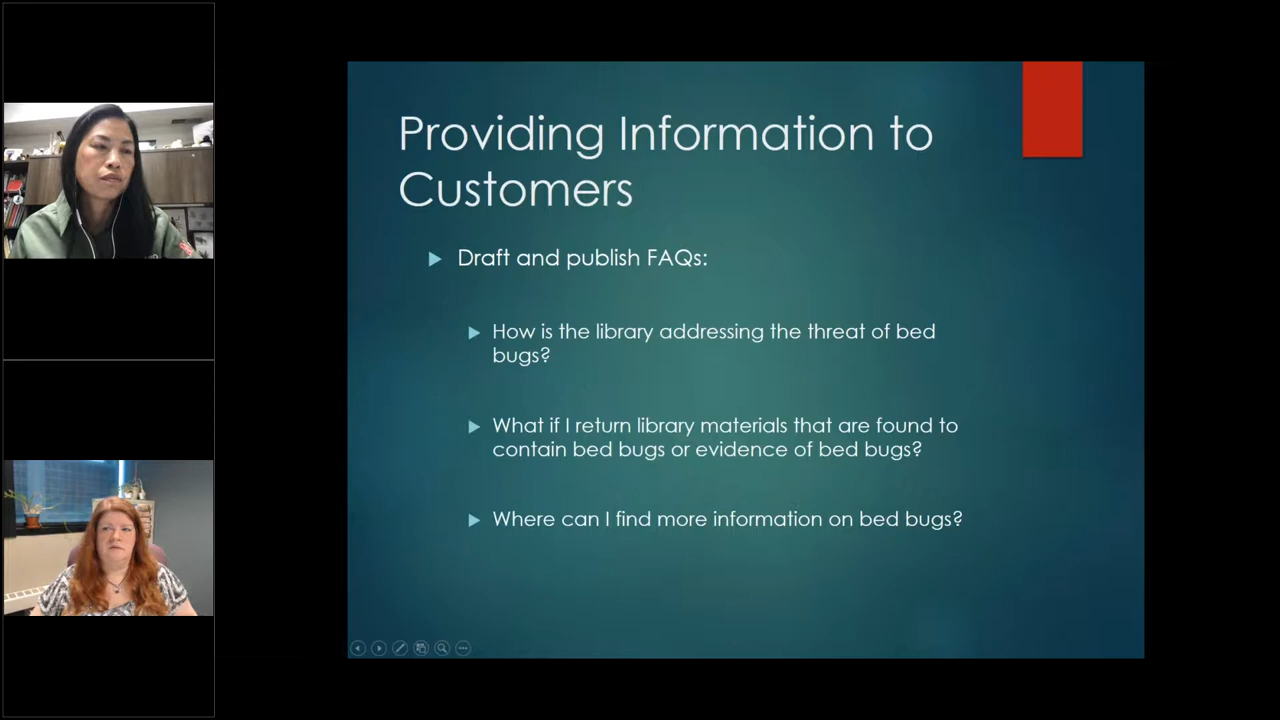 Providing Information to
Customers
Draft and publish FAQs:
How is the library addressing the threat of bed
bugs?
What if I return library materials that are found to
contain bed bugs or evidence of bed bugs?
Where can I find more information on bed bugs?